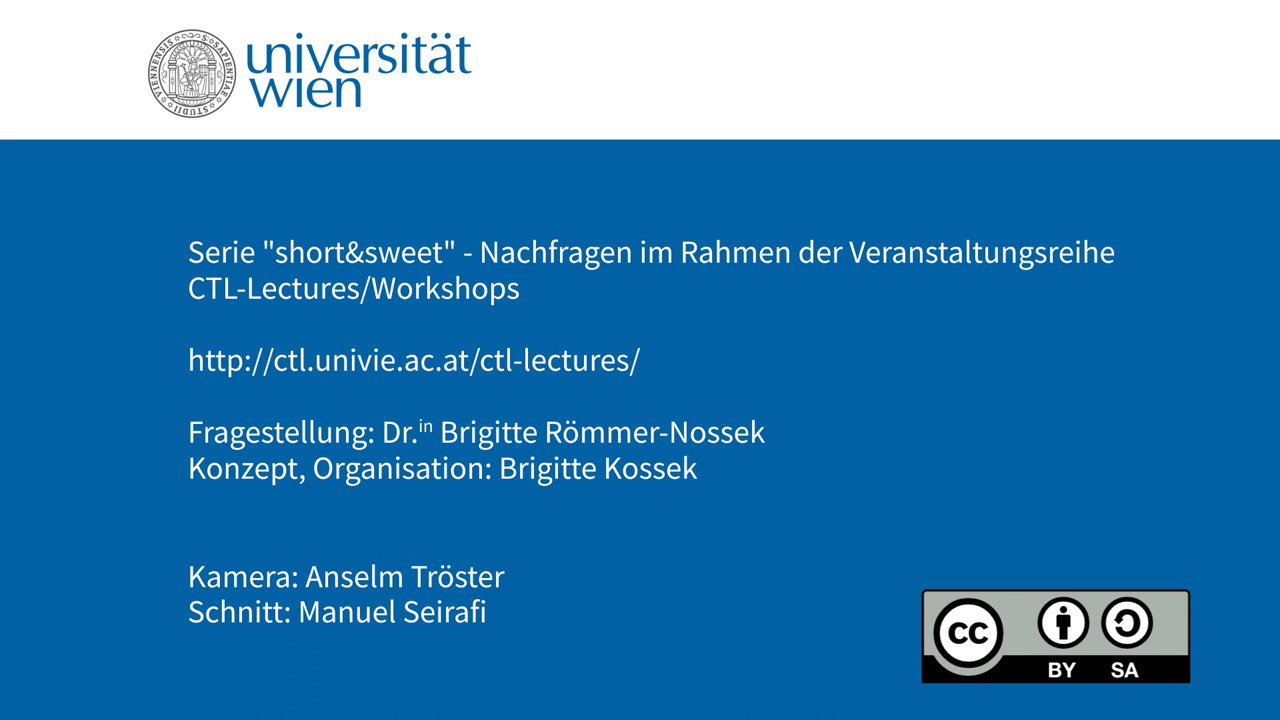 universität
wien
Serie "short&sweet" - Nachfragen im Rahmen der Veranstaltungsreihe
CTL-Lectures/Workshops
http://ctl.univie.ac.at/ctl-lectures/
Fragestellung: Dr.in Brigitte Römmer-Nossek
Konzept, Organisation: Brigitte Kossek
Kamera: Anselm Tröster
Schnitt: Manuel Seirafi
cc
BY SA